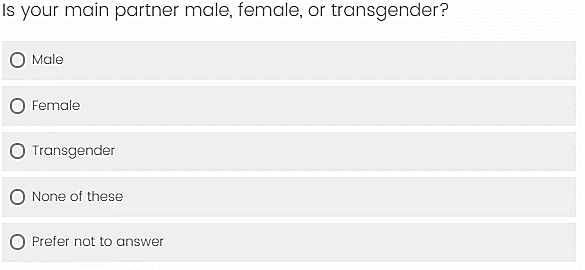 Is your main partner male, female, or transgender?
Male
Female
Transgender
None of these
Prefer not to answer